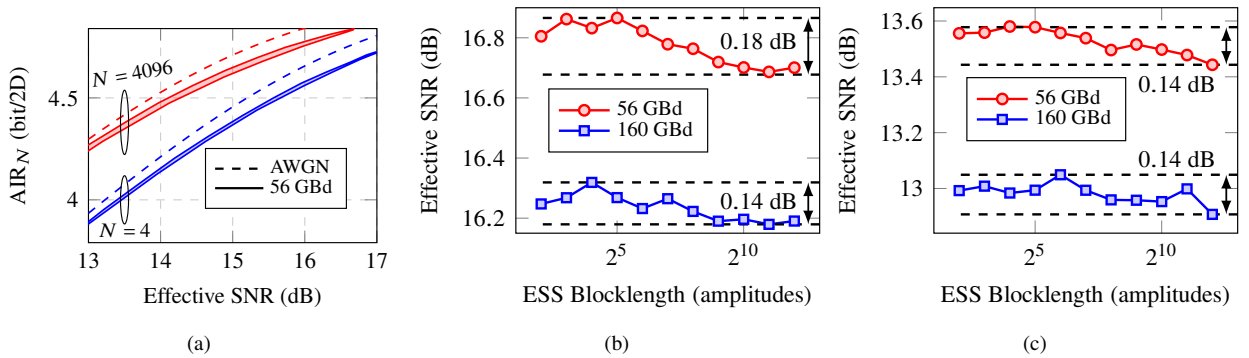 4.5
4
13
14
15
16
17
AIR_N (bit/2D)
Effective SNR (dB)
N = 4096
N = 4
AWGN
56 GBd
(a)
16.8
16.6
16.4
16.2
2^5
2^10
Effective SNR (dB)
ESS Blocklength (amplitudes)
0.18 dB
56 GBd
160 GBd
0.14 dB
(b)
13.6
13.4
13.2
13
2^5
2^10
Effective SNR (dB)
ESS Blocklength (amplitudes)
0.14 dB
56 GBd
160 GBd
0.14 dB
(c)